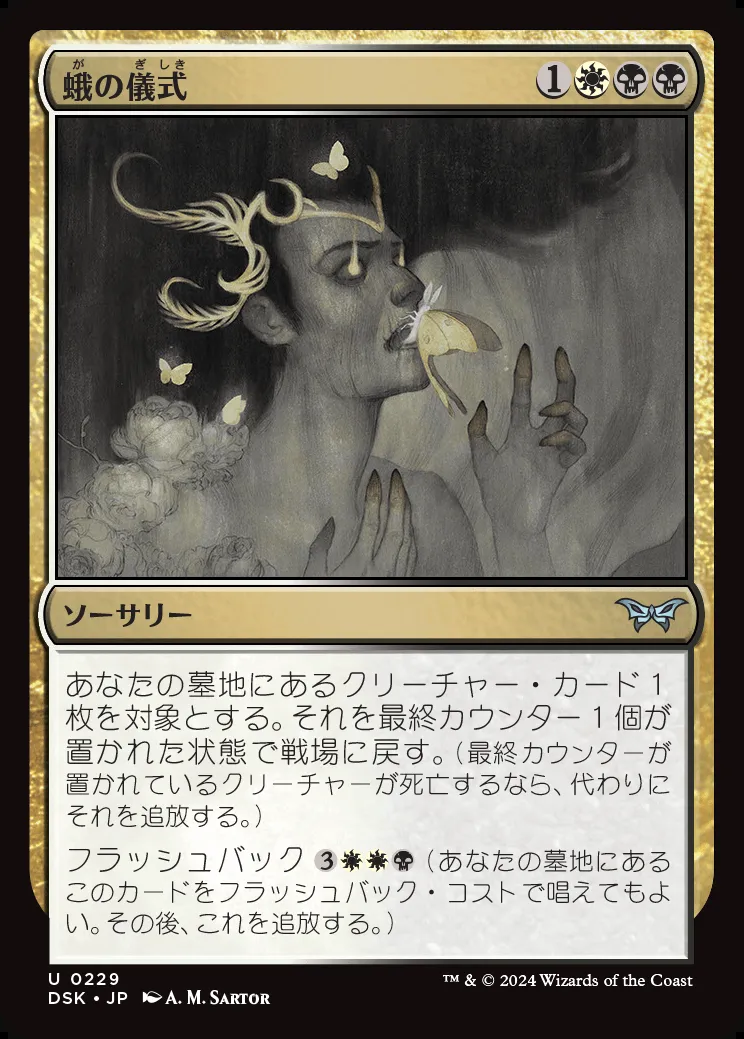 蛾の儀式
1
ソーサリー
あなたの墓地にあるクリーチャー・カード1
枚を対象とする。それを最終カウンター1個が
置かれた状態で戦場に戻す。（最終カウンターが
置かれているクリーチャーが死亡するなら、代わりに
それを追放する。）
フラッシュバック 3（あなたの墓地にある
このカードをフラッシュバック・コストで唱えてもよ
い。その後、これを追放する。）
U 0229
DSK • JP A. M. Sartor
™ & © 2024 Wizards of the Coast